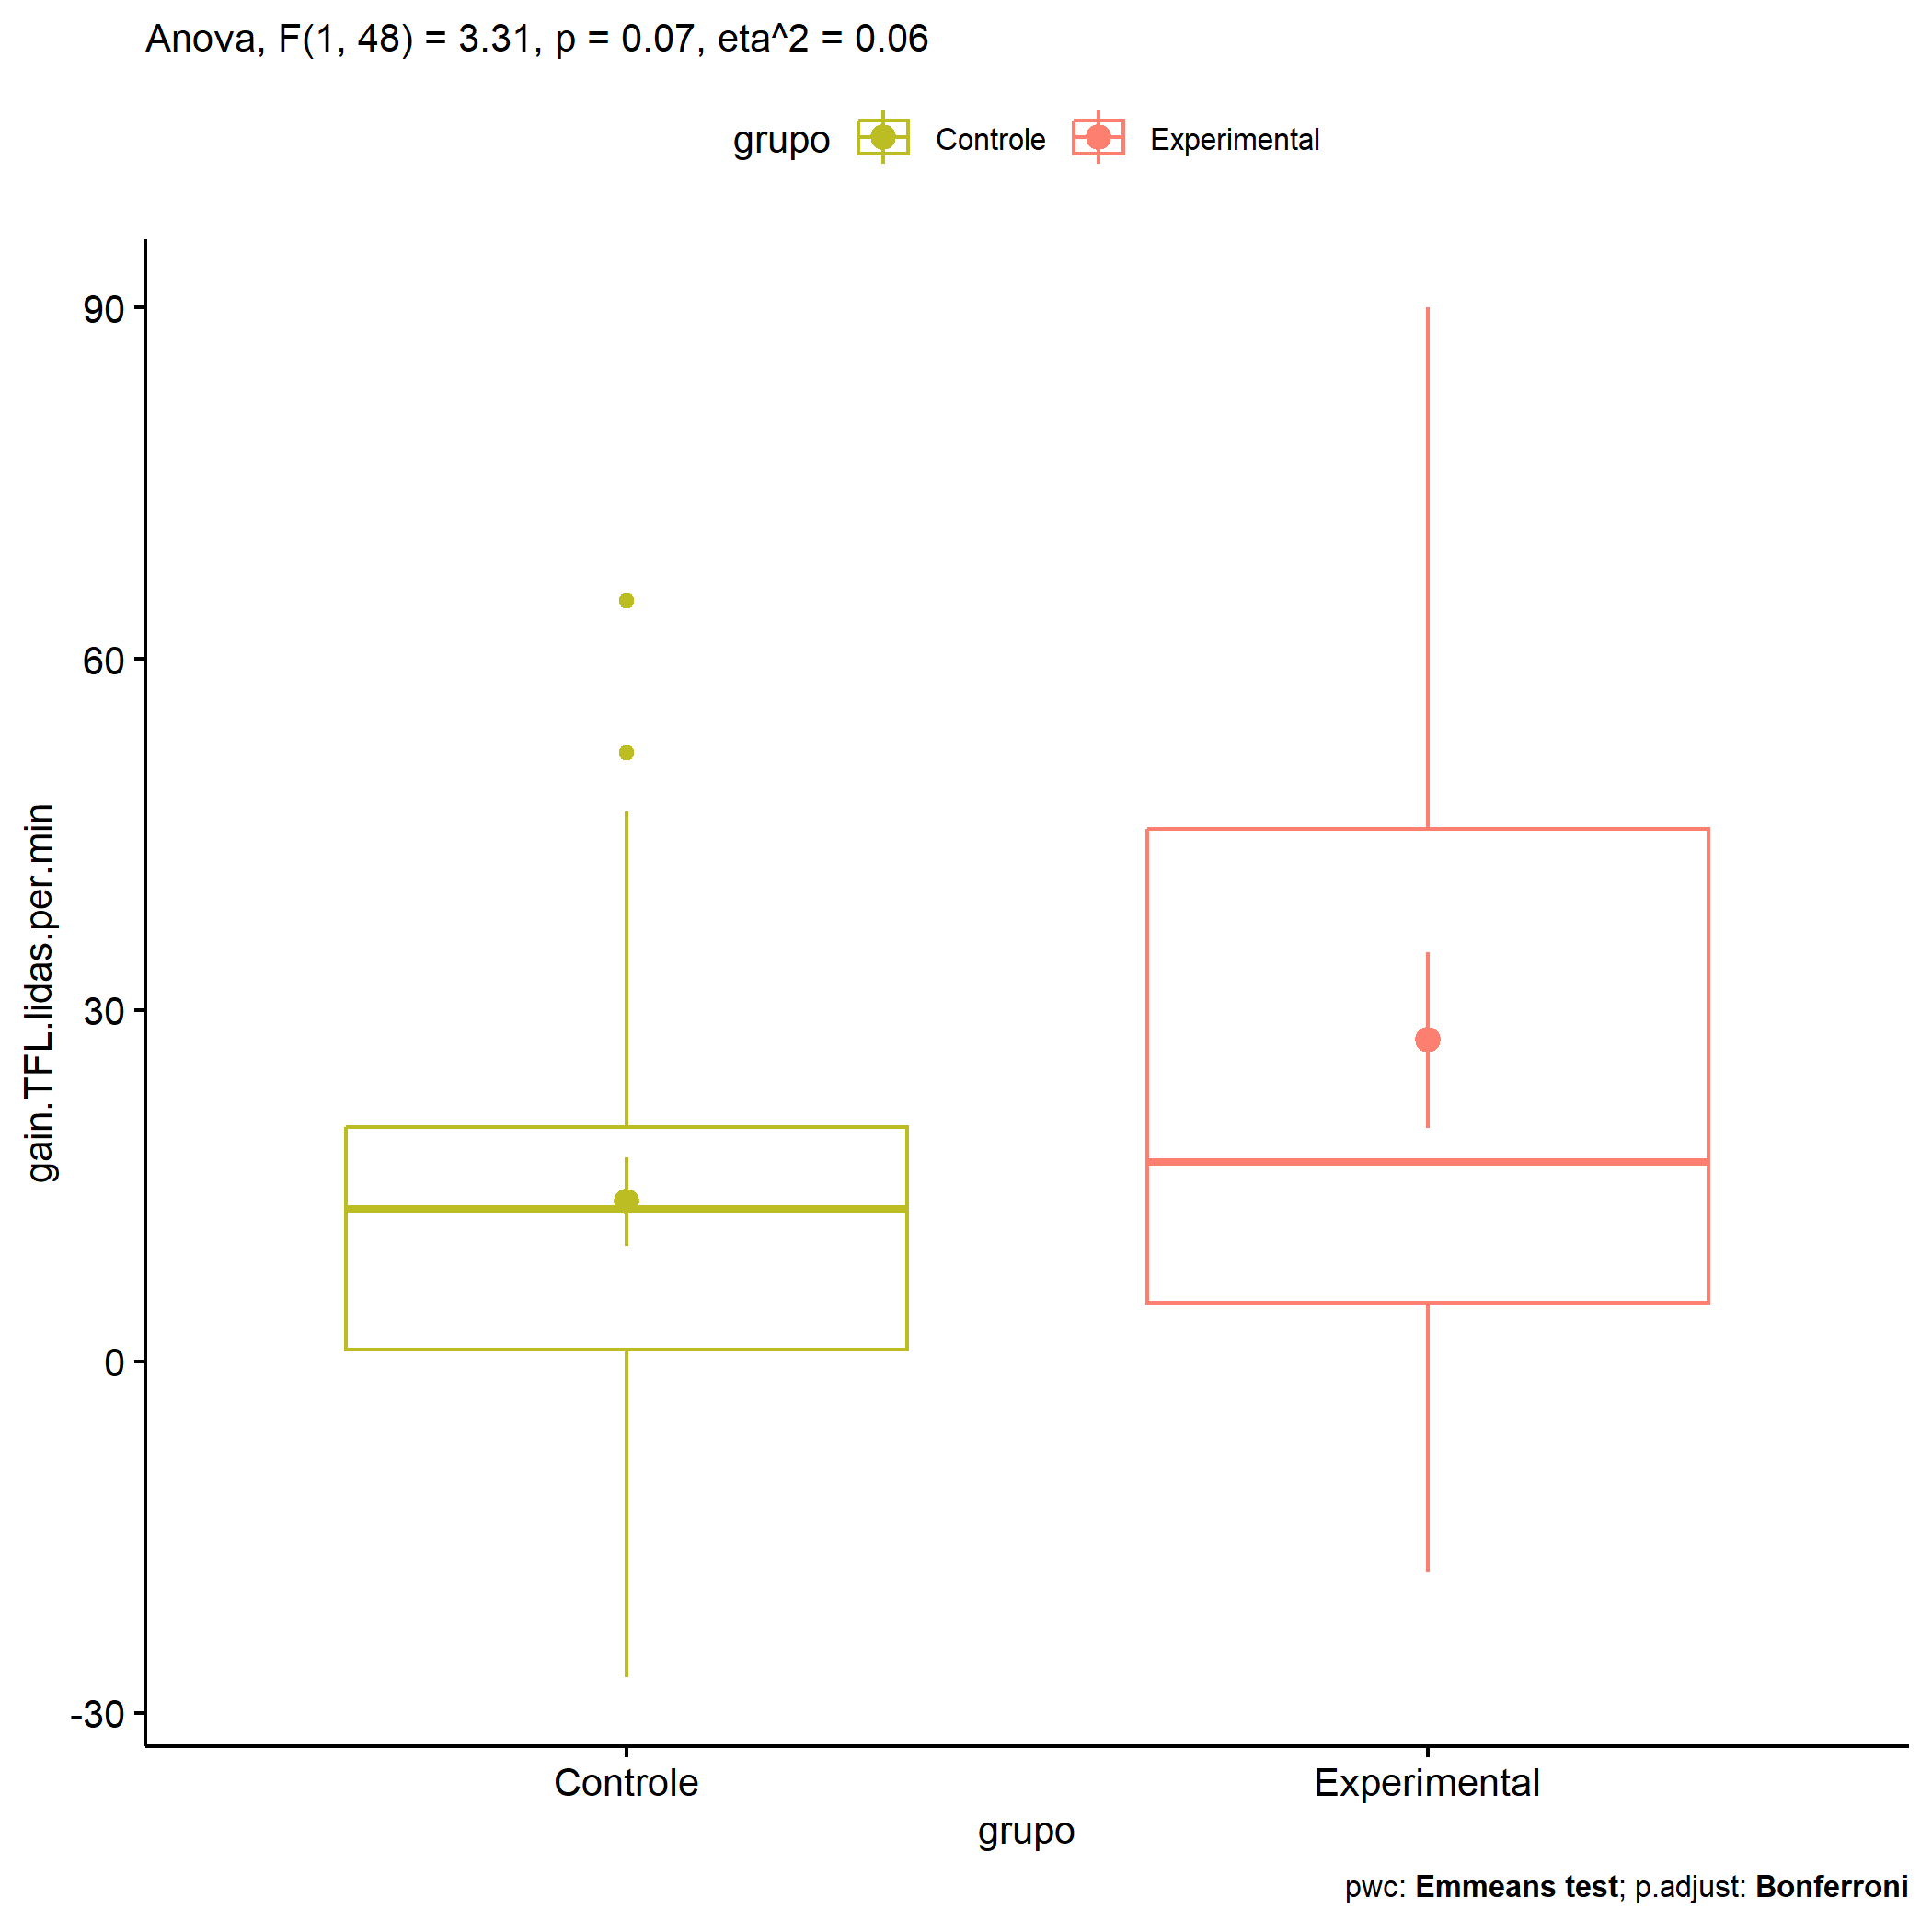 Anova, F(1, 48) = 3.31, p = 0.07, eta^2 = 0.06
grupo Controle Experimental
gain.TFL.lidas.per.min
90
60
30
0
-30
Controle Experimental
grupo
pwc: Emmeans test; p.adjust: Bonferroni